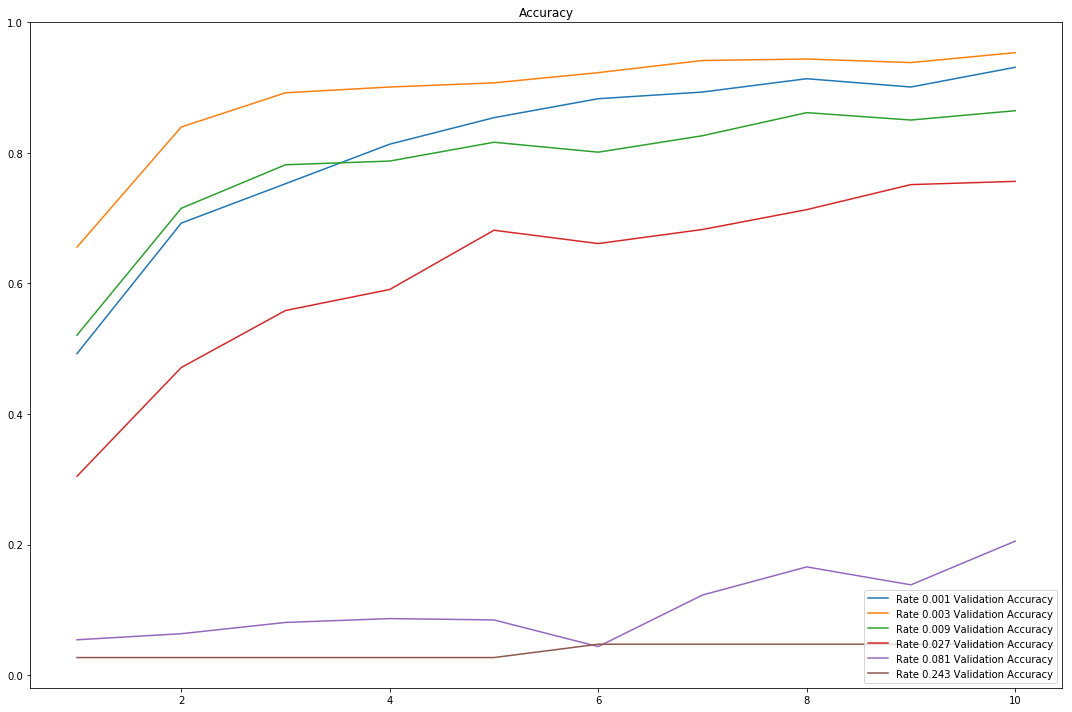 Accuracy
1.0
0.8
0.6
0.4
0.2
0.0
2
4
6
8
10
Rate 0.001 Validation Accuracy
Rate 0.003 Validation Accuracy
Rate 0.009 Validation Accuracy
Rate 0.027 Validation Accuracy
Rate 0.081 Validation Accuracy
Rate 0.243 Validation Accuracy